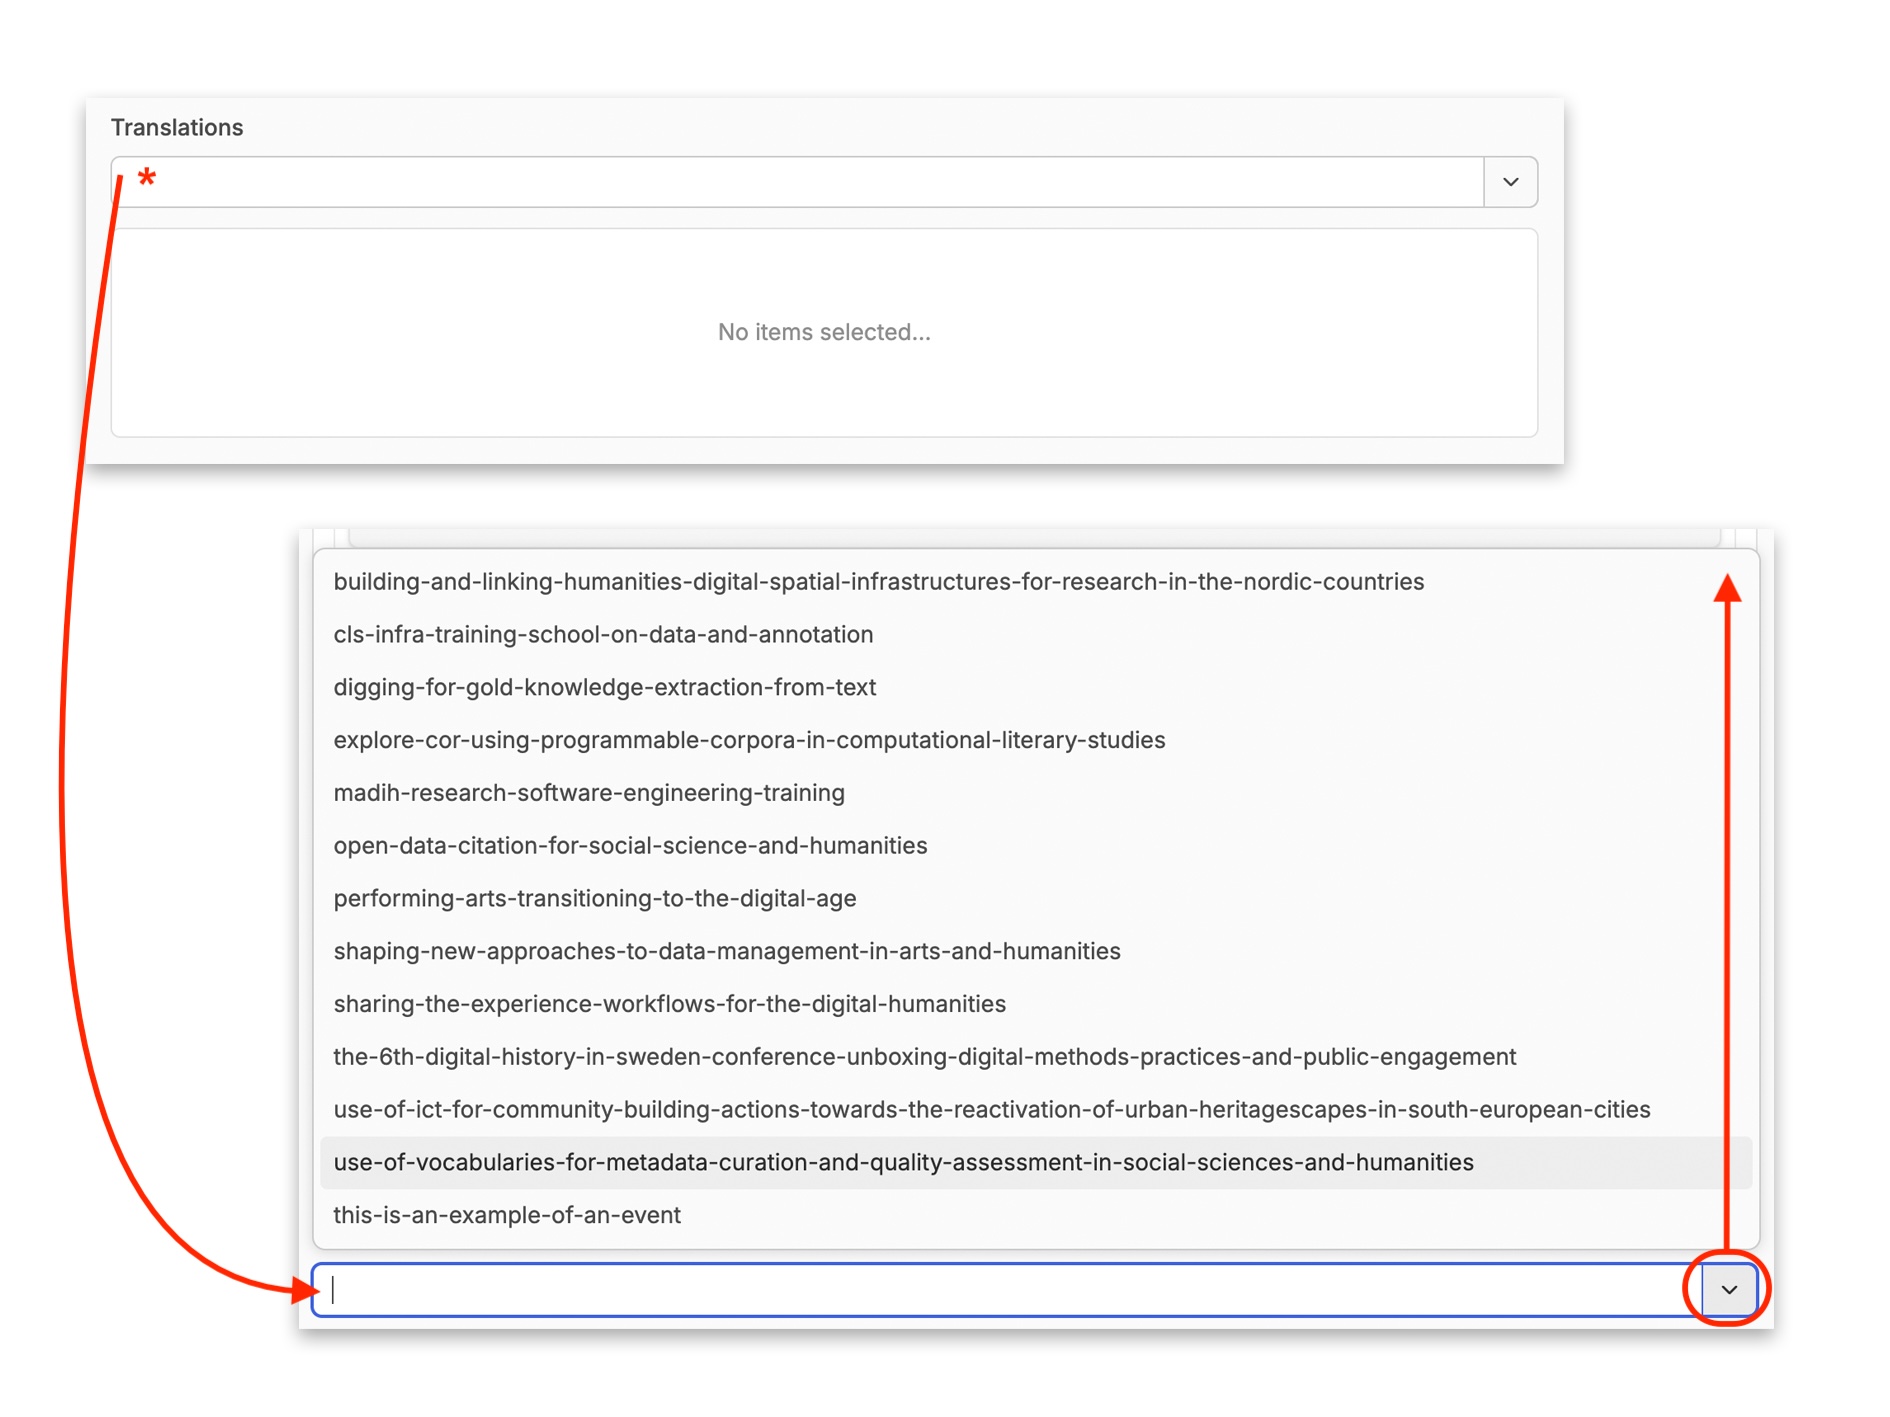 Translations
*
No items selected...
building-and-linking-humanities-digital-spatial-infrastructures-for-research-in-the-nordic-countries
cls-infra-training-school-on-data-and-annotation
digging-for-gold-knowledge-extraction-from-text
explore-cor-using-programmable-corpora-in-computational-literary-studies
madih-research-software-engineering-training
open-data-citation-for-social-science-and-humanities
performing-arts-transitioning-to-the-digital-age
shaping-new-approaches-to-data-management-in-arts-and-humanities
sharing-the-experience-workflows-for-the-digital-humanities
the-6th-digital-history-in-sweden-conference-unboxing-digital-methods-practices-and-public-engagement
use-of-ict-for-community-building-actions-towards-the-reactivation-of-urban-heritagescapes-in-south-european-cities
use-of-vocabularies-for-metadata-curation-and-quality-assessment-in-social-sciences-and-humanities
this-is-an-example-of-an-event